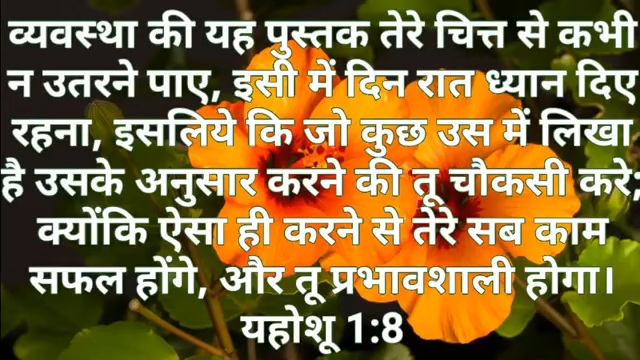 व्यवस्था की यह पुस्तक तेरे चित्त से कभी
न उतरने पाए, इसी में दिन रात ध्यान दिए
रहना, इसलिये कि जो कुछ उस में लिखा
है उसके अनुसार करने की तू चौकसी करे;
क्योंकि ऐसा ही करने से तेरे सब काम
सफल होंगे, और तू प्रभावशाली होगा।
यहोशू 1:8